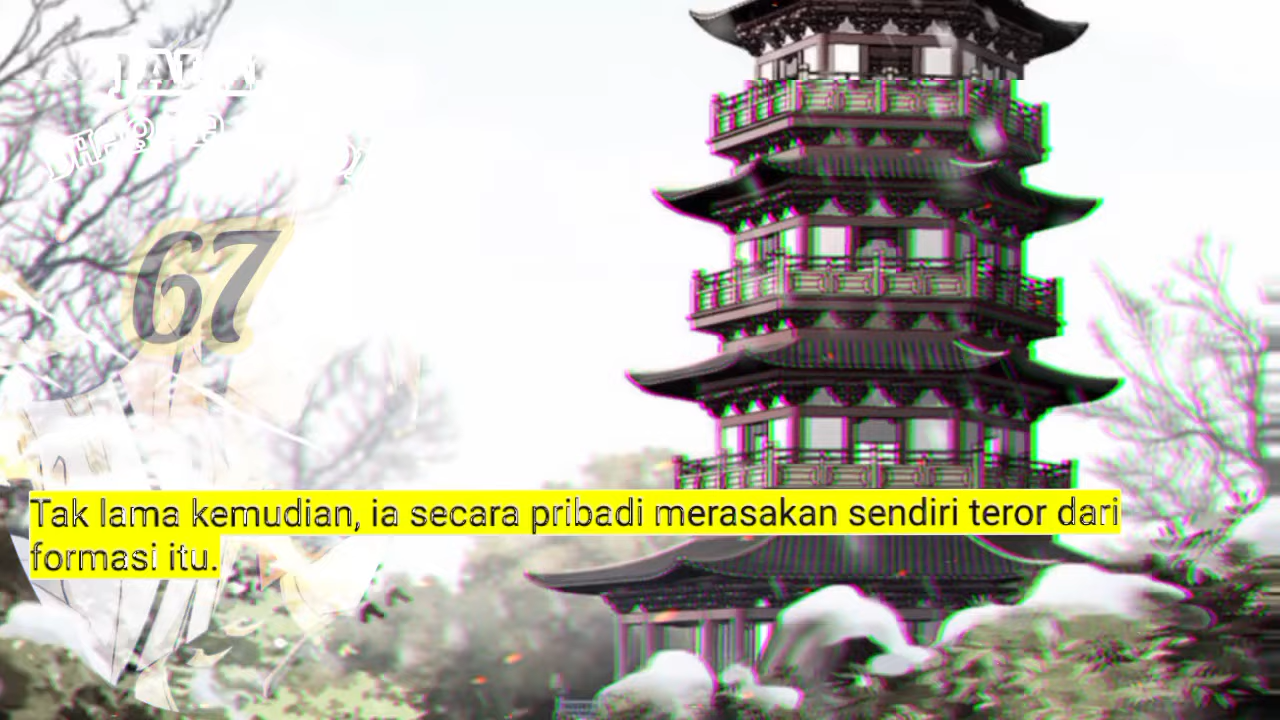 67
Tak lama kemudian, ia secara pribadi merasakan sendiri teror dari
formasi itu.